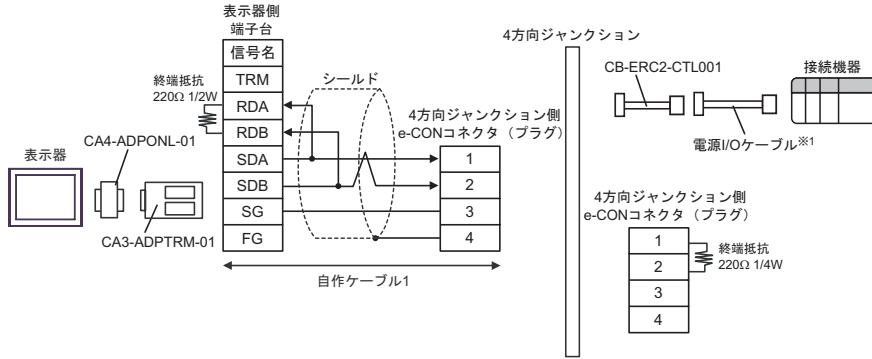 表示器側
端子台
信号名
TRM
RDA
RDB
SDA
SDB
SG
FG
終端抵抗
220Ω 1/2W
シールド
4方向ジャンクション側
e-CONコネクタ（プラグ）
1
2
3
4
表示器
CA4-ADPONL-01
CA3-ADPTRM-01
自作ケーブル1
4方向ジャンクション
CB-ERC2-CTL001
接続機器
電源I/Oケーブル※1
4方向ジャンクション側
e-CONコネクタ（プラグ）
1
2
3
4
終端抵抗
220Ω 1/4W